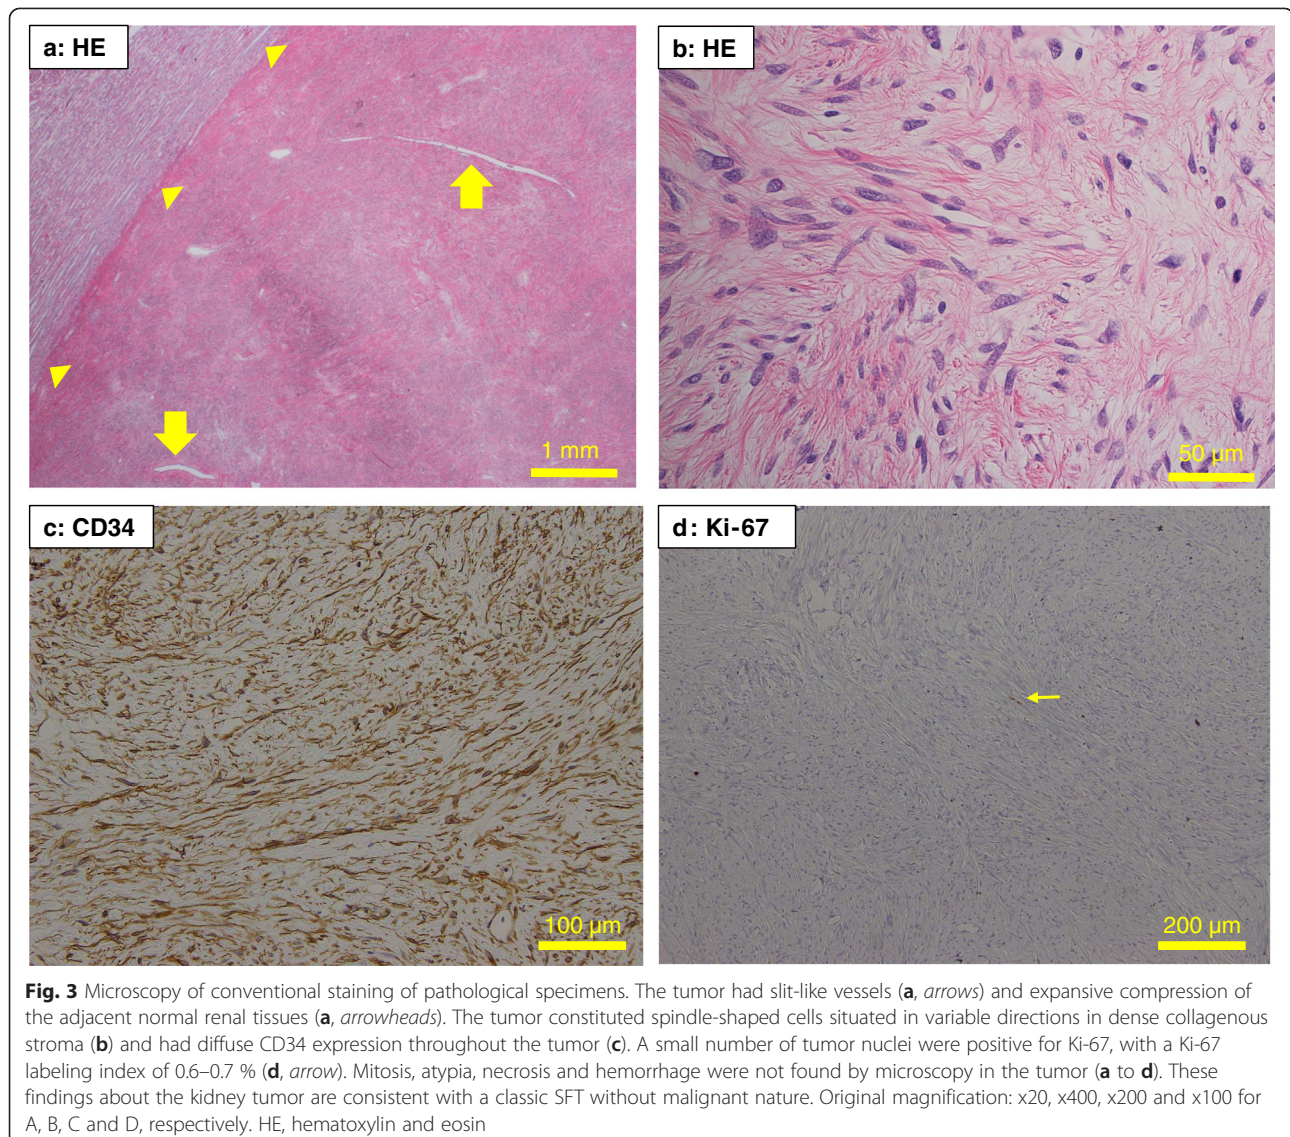 a: HE
b: HE
1 mm
50 µm
c: CD34
d: Ki-67
100 µm
200 µm
Fig. 3 Microscopy of conventional staining of pathological specimens. The tumor had slit-like vessels (a, arrows) and expansive compression of
the adjacent normal renal tissues (a, arrowheads). The tumor constituted spindle-shaped cells situated in variable directions in dense collagenous
stroma (b) and had diffuse CD34 expression throughout the tumor (c). A small number of tumor nuclei were positive for Ki-67, with a Ki-67
labeling index of 0.6–0.7 % (d, arrow). Mitosis, atypia, necrosis and hemorrhage were not found by microscopy in the tumor (a to d). These
findings about the kidney tumor are consistent with a classic SFT without malignant nature. Original magnification: x20, x400, x200 and x100 for
A, B, C and D, respectively. HE, hematoxylin and eosin